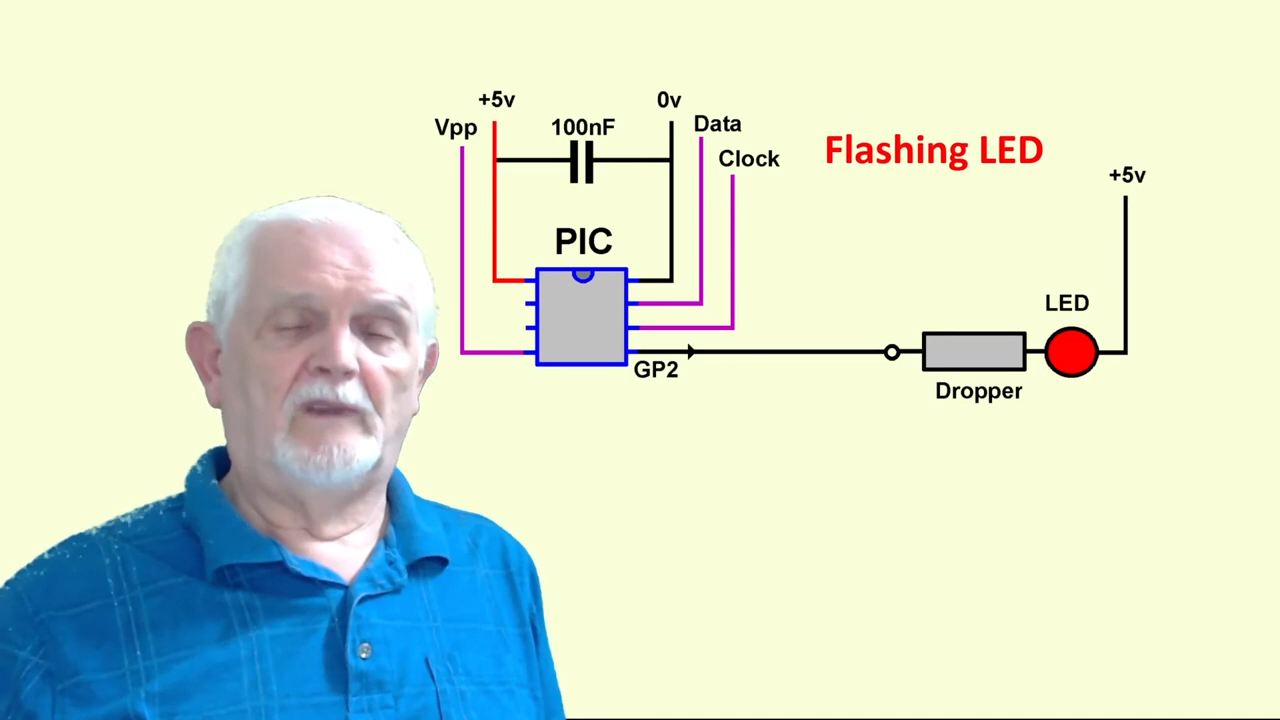 +5v
0v
Vpp
100nF
Data
Clock
Flashing LED
+5v
PIC
LED
GP2
Dropper